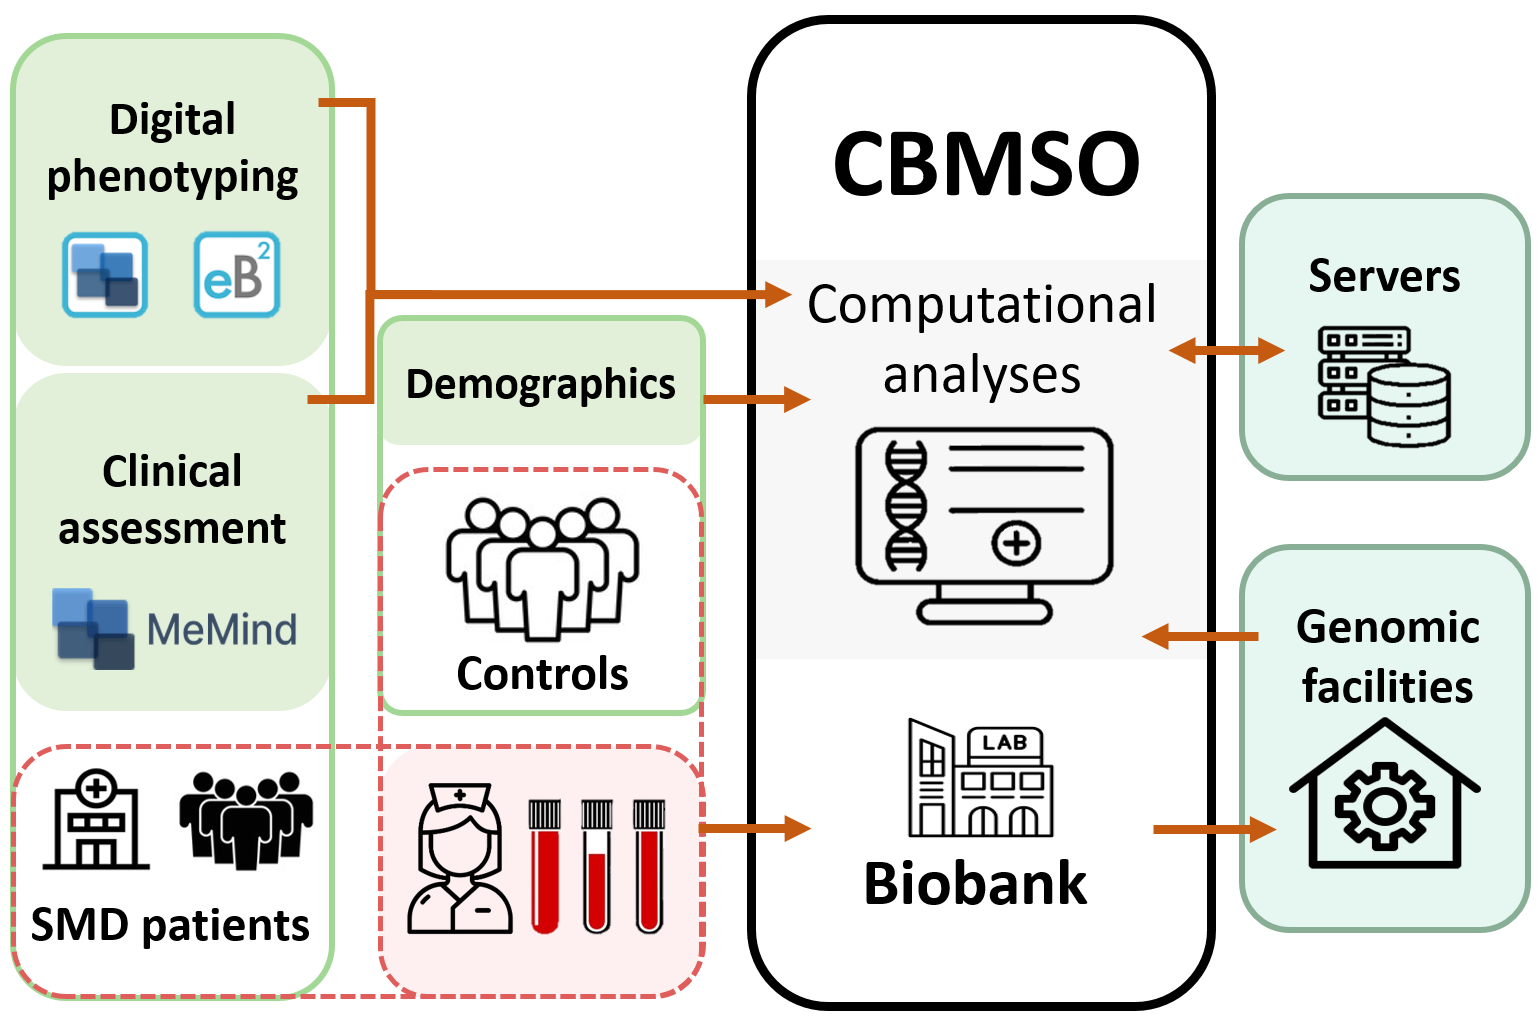 Digital
phenotyping
eB2
Clinical
assessment
MeMind
SMD patients
Demographics
Controls
CBMSO
Computational
analyses
LAB
Biobank
Servers
Genomic
facilities